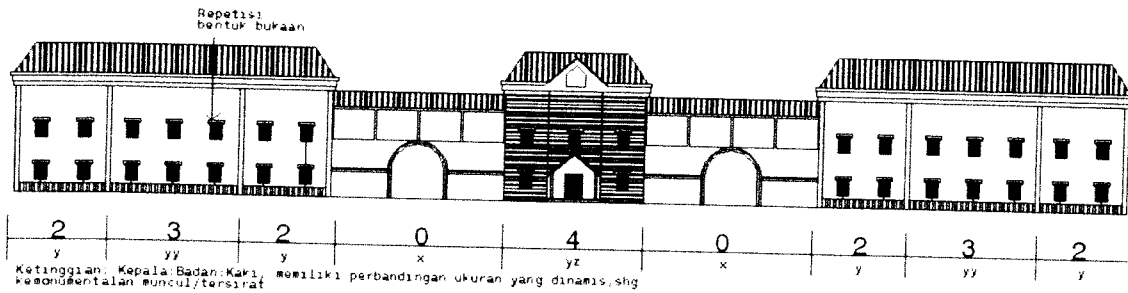 Repetisi
bentuk bukaan
2 3 2 0 4 0 2 3 2
y yy y x yz x y yy y
Ketinggian: Kepala:Badan:Kaki, memiliki perbandingan ukuran yang dinamis,shg
kemonumentalan muncul/tersirat